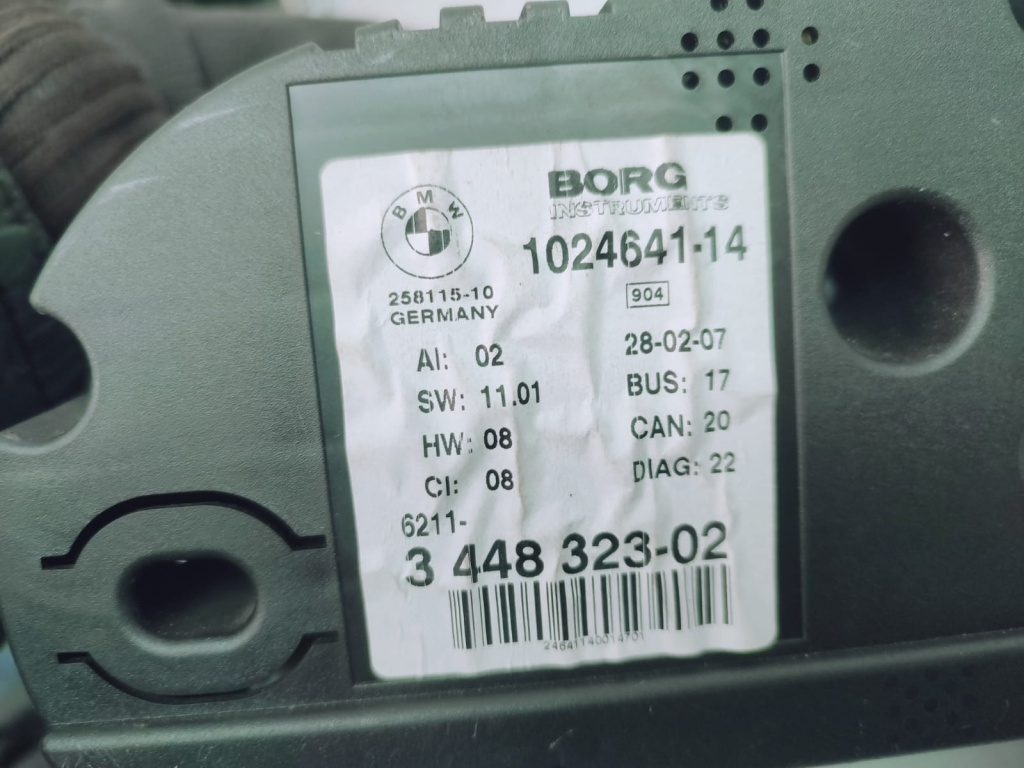 BMW
BORG
INSTRUMENTS
1024641-14
258115-10
GERMANY
904
AI: 02
28-02-07
SW: 11.01
BUS: 17
HW: 08
CAN: 20
CI: 08
DIAG: 22
6211-
3 448 323-02